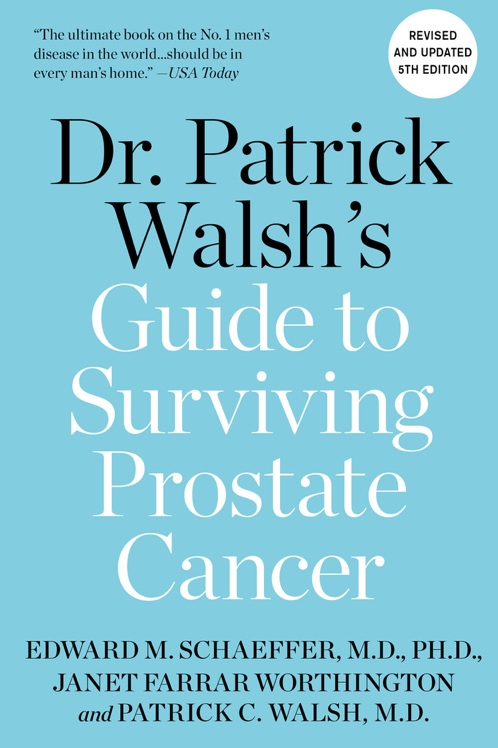 “The ultimate book on the No. 1 men’s
disease in the world...should be in
every man’s home.” —USA Today
REVISED
AND UPDATED
5TH EDITION
Dr. Patrick
Walsh’s
Guide to
Surviving
Prostate
Cancer
EDWARD M. SCHAEFFER, M.D., PH.D.,
JANET FARRAR WORTHINGTON
and PATRICK C. WALSH, M.D.